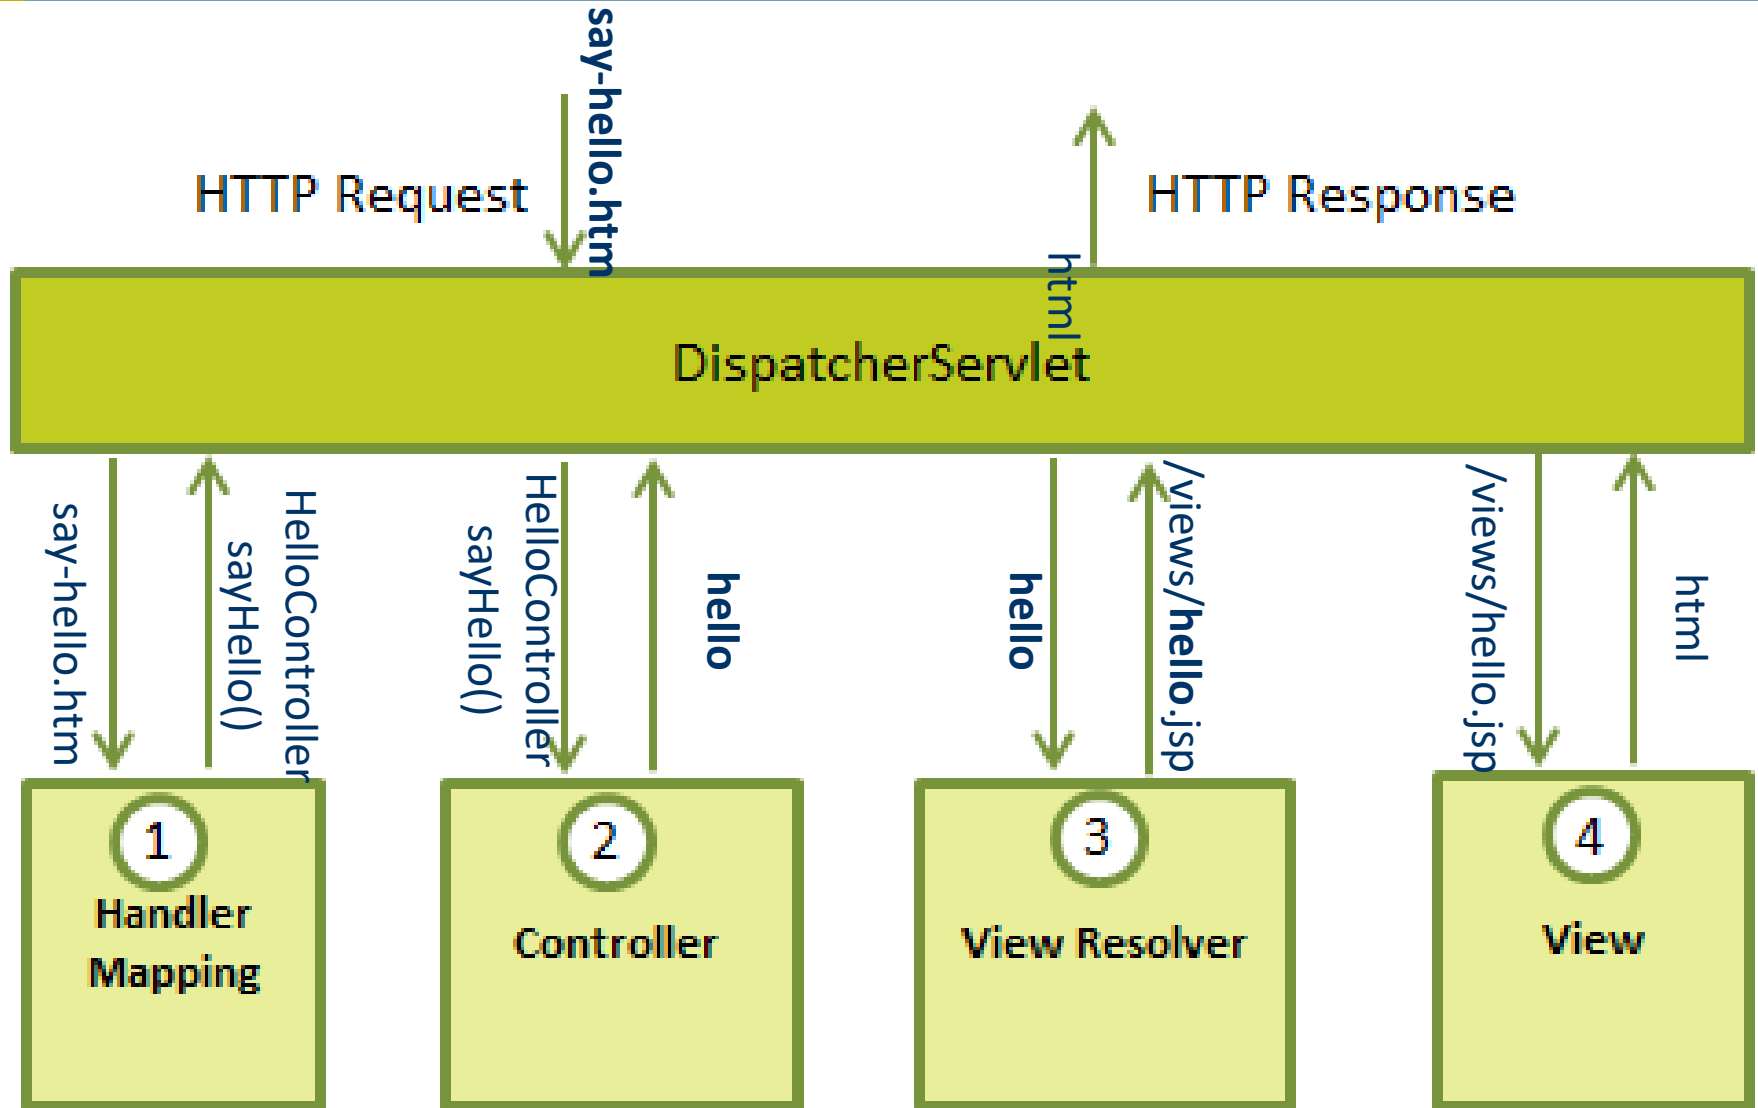 say-hello.htm
HTTP Request
HTTP Response
html
DispatcherServlet
say-hello.htm
HelloController
sayHello()
HelloController
sayHello()
hello
hello
/views/hello.jsp
/views/hello.jsp
html
1
Handler
Mapping
2
Controller
3
View Resolver
4
View